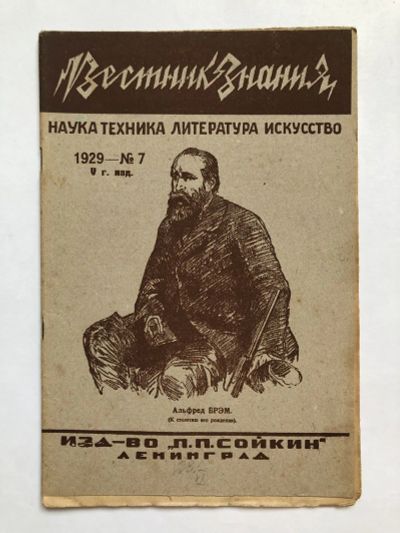 Вестник Знания
НАУКА ТЕХНИКА ЛИТЕРАТУРА ИСКУССТВО
1929—№ 7
V г. изд.
Альфред БРЭМ.
(К столетию его рождения).
ИЗД-ВО „П.П.СОЙКИН“
ЛЕНИНГРАД